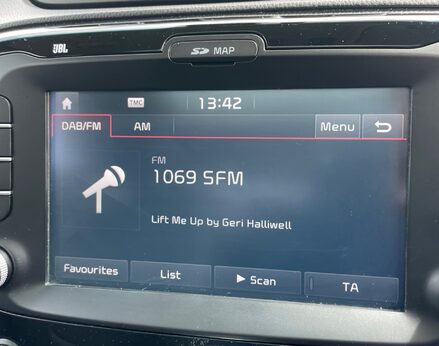 JBL
SD MAP
TMC 13:42
DAB/FM AM Menu
FM
1069 SFM
Lift Me Up by Geri Halliwell
Favourites List Scan TA